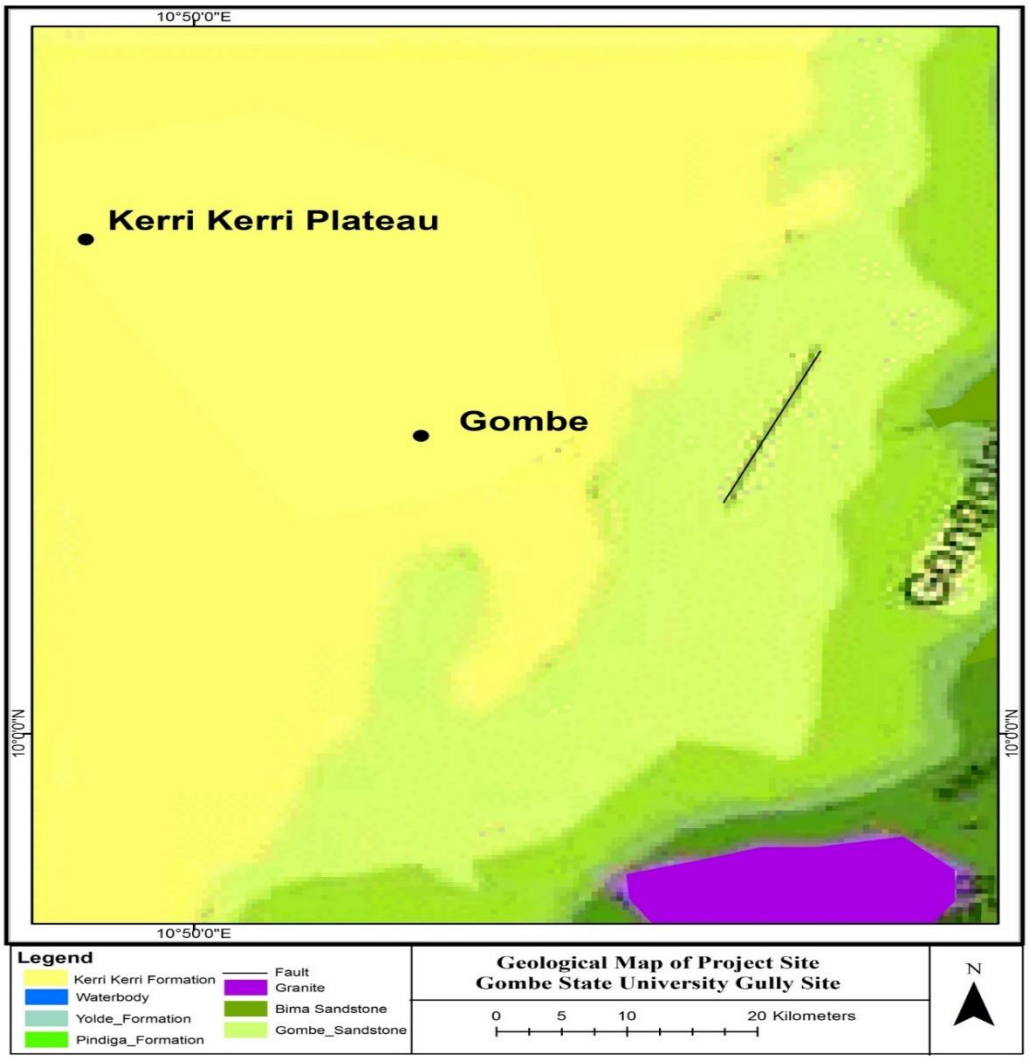 10°50'0"E
Kerri Kerri Plateau
Gombe
10°0'0"N
10°0'0"N
10°50'0"E
Legend
Kerri Kerri Formation
Waterbody
Yolde_Formation
Pindiga_Formation
Fault
Granite
Bima Sandstone
Gombe_Sandstone
Geological Map of Project Site
Gombe State University Gully Site
0 5 10 20 Kilometers
N